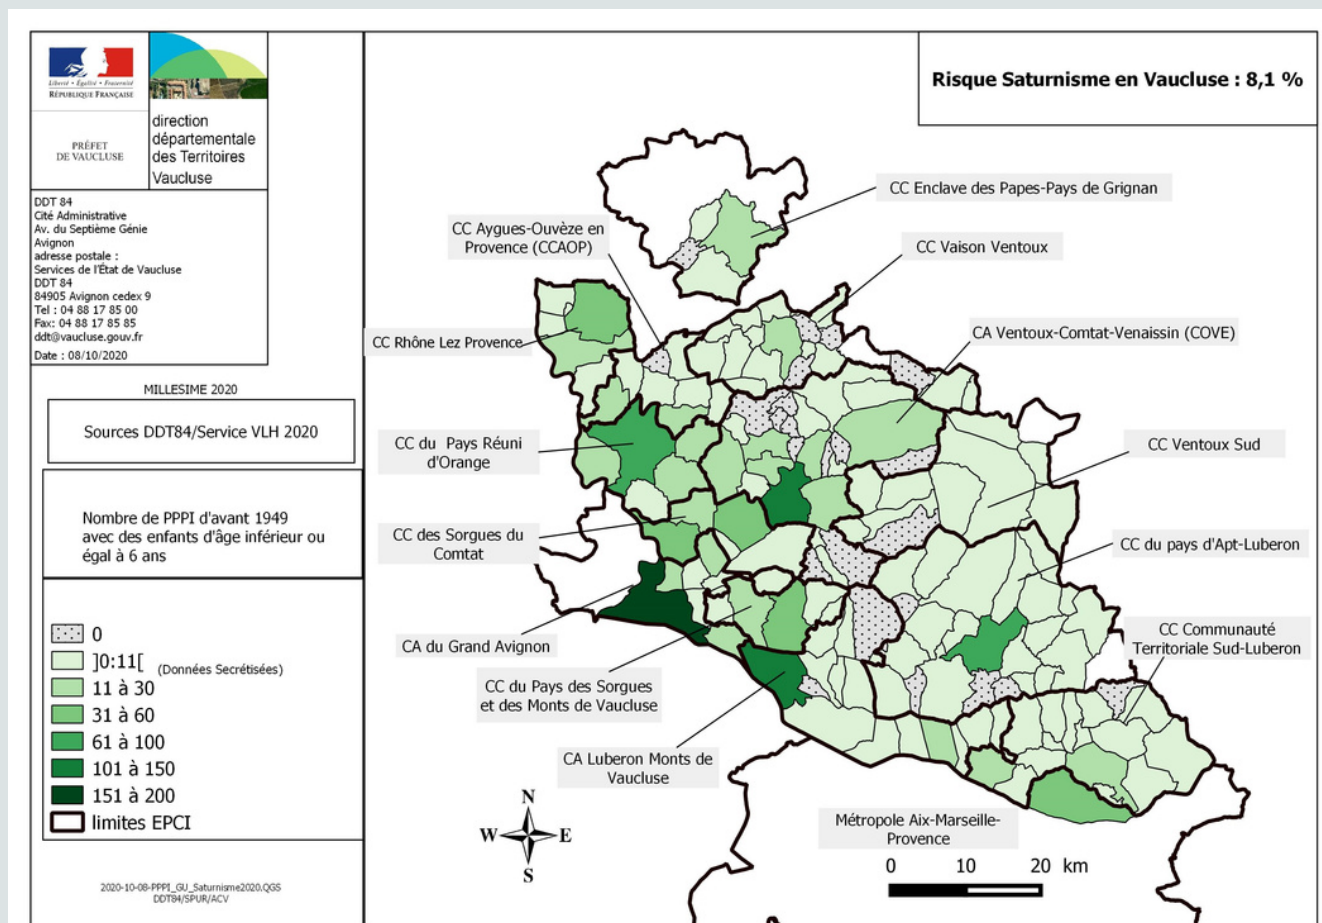 Liberté • Égalité • Fraternité
RÉPUBLIQUE FRANÇAISE
PRÉFET
DE VAUCLUSE
direction
départementale
des Territoires
Vaucluse
DDT 84
Cité Administrative
Av. du Septième Génie
Avignon
adresse postale :
Services de l'État de Vaucluse
DDT 84
84905 Avignon cedex 9
Tel : 04 88 17 85 00
Fax: 04 88 17 85 85
ddt@vaucluse.gouv.fr
Date : 08/10/2020
MILLESIME 2020
Sources DDT84/Service VLH 2020
Nombre de PPPI d'avant 1949
avec des enfants d'âge inférieur ou
égal à 6 ans
0
]0:11[ (Données Secrétisées)
11 à 30
31 à 60
61 à 100
101 à 150
151 à 200
limites EPCI
2020-10-08-PPPI_GU_Saturnisme2020.QGS
DDT84/SPUR/ACV
Risque Saturnisme en Vaucluse : 8,1 %
CC Enclave des Papes-Pays de Grignan
CC Aygues-Ouvèze en
Provence (CCAOP)
CC Vaison Ventoux
CC Rhône Lez Provence
CA Ventoux-Comtat-Venaissin (COVE)
CC du Pays Réuni
d'Orange
CC Ventoux Sud
CC des Sorgues du
Comtat
CC du pays d'Apt-Luberon
CA du Grand Avignon
CC Communauté
Territoriale Sud-Luberon
CC du Pays des Sorgues
et des Monts de Vaucluse
CA Luberon Monts de
Vaucluse
Métropole Aix-Marseille-
Provence
N
W E
S
0 10 20 km